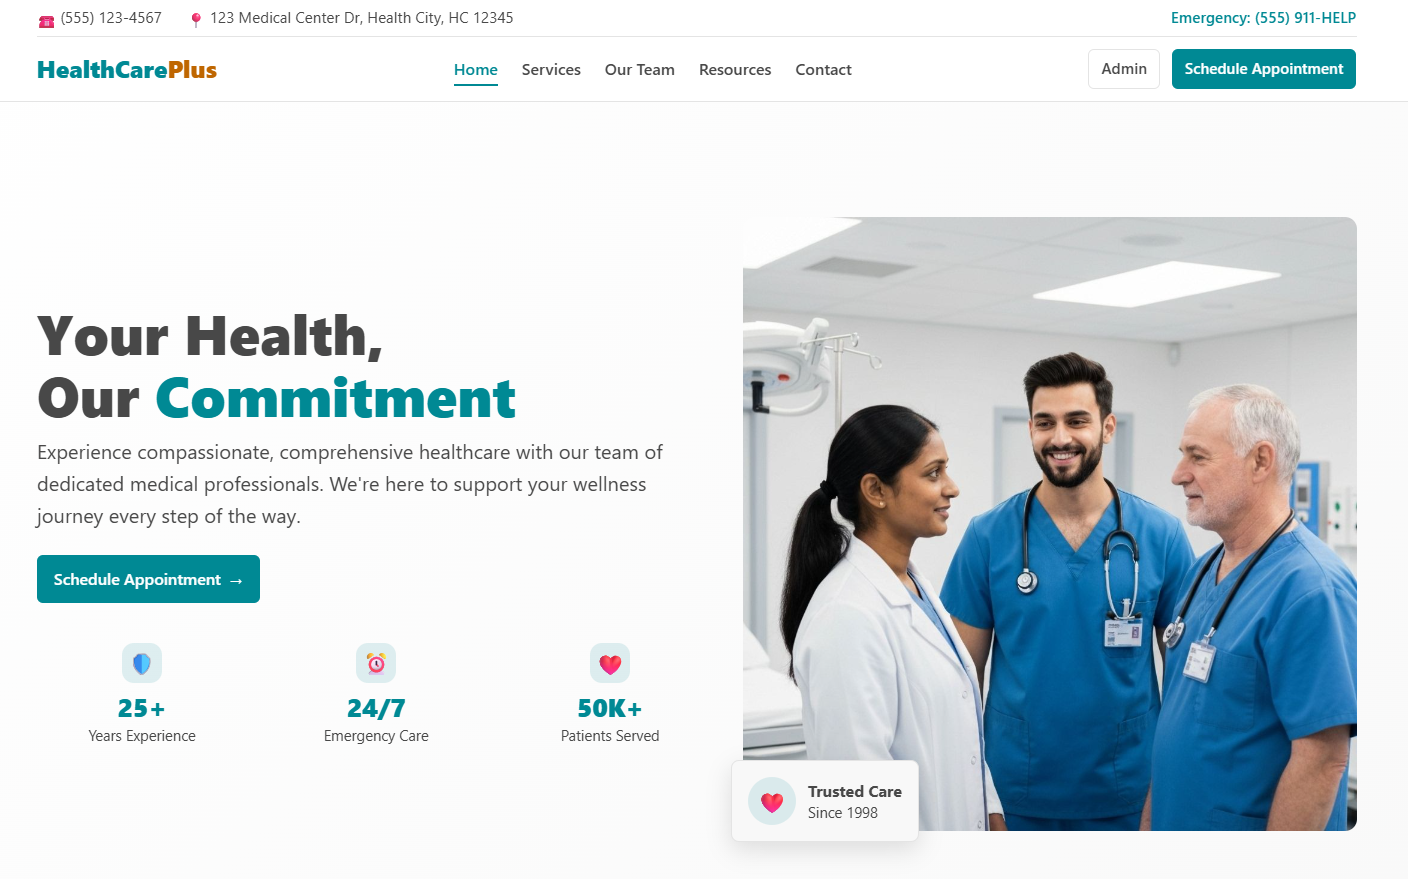 (555) 123-4567
123 Medical Center Dr, Health City, HC 12345
Emergency: (555) 911-HELP
HealthCarePlus
Home
Services
Our Team
Resources
Contact
Admin
Schedule Appointment
Your Health,
Our Commitment
Experience compassionate, comprehensive healthcare with our team of
dedicated medical professionals. We're here to support your wellness
journey every step of the way.
Schedule Appointment →
25+
Years Experience
24/7
Emergency Care
50K+
Patients Served
Trusted Care
Since 1998